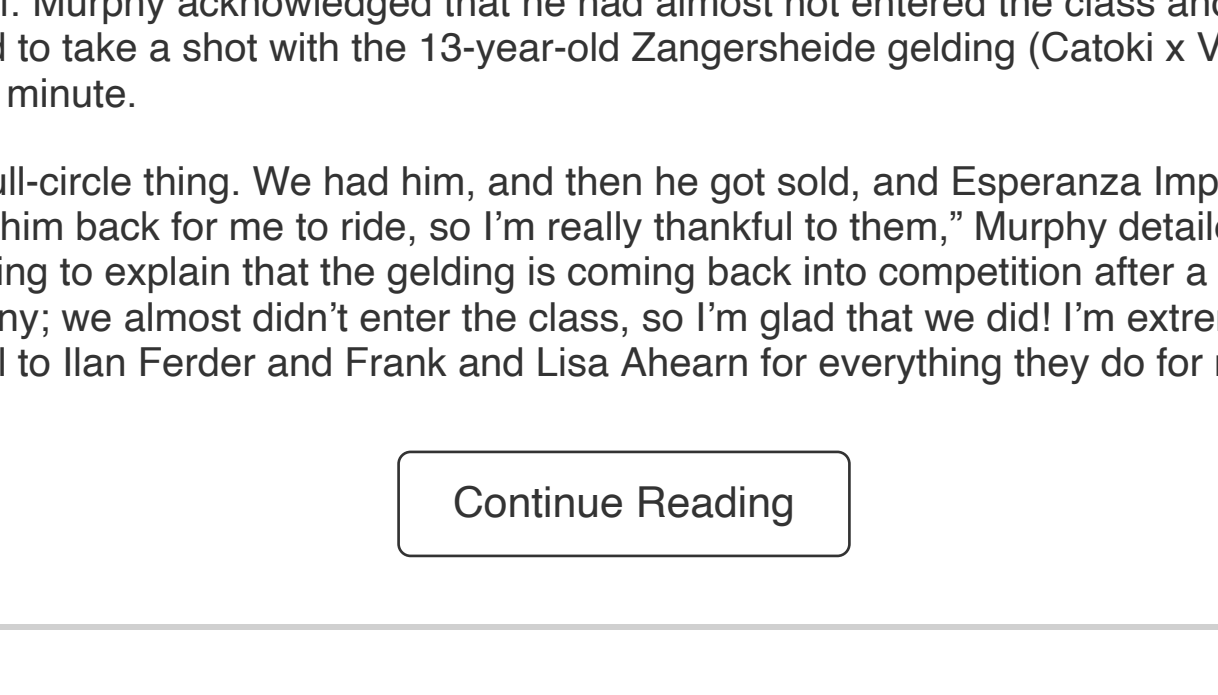 Murphy acknowledged that he had almost not entered the class
to take a shot with the 13-year-old Zangersheide gelding (Catoki x
minute.
full-circle thing. We had him, and then he got sold, and Esperanza
him back for me to ride, so I’m really thankful to them,” Murphy
to explain that the gelding is coming back into competition after a
we almost didn’t enter the class, so I’m glad that we did! I’m
to Ilan Ferder and Frank and Lisa Ahearn for everything they do for
Continue Reading